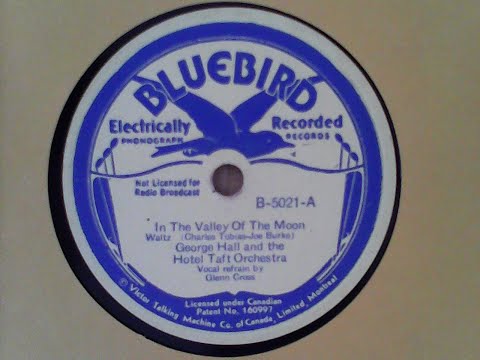 BLUEBIRD
Electrically Recorded
PHONOGRAPH RECORDS
Not Licensed for
Radio Broadcast
B-5021-A
In The Valley Of The Moon
Waltz (Charles Tobias-Joe Burke)
George Hall and the
Hotel Taft Orchestra
Vocal refrain by
Glenn Cross
Licensed under Canadian
Patent No. 160997
© Victor Talking Machine Co. of Canada, Limited, Montreal